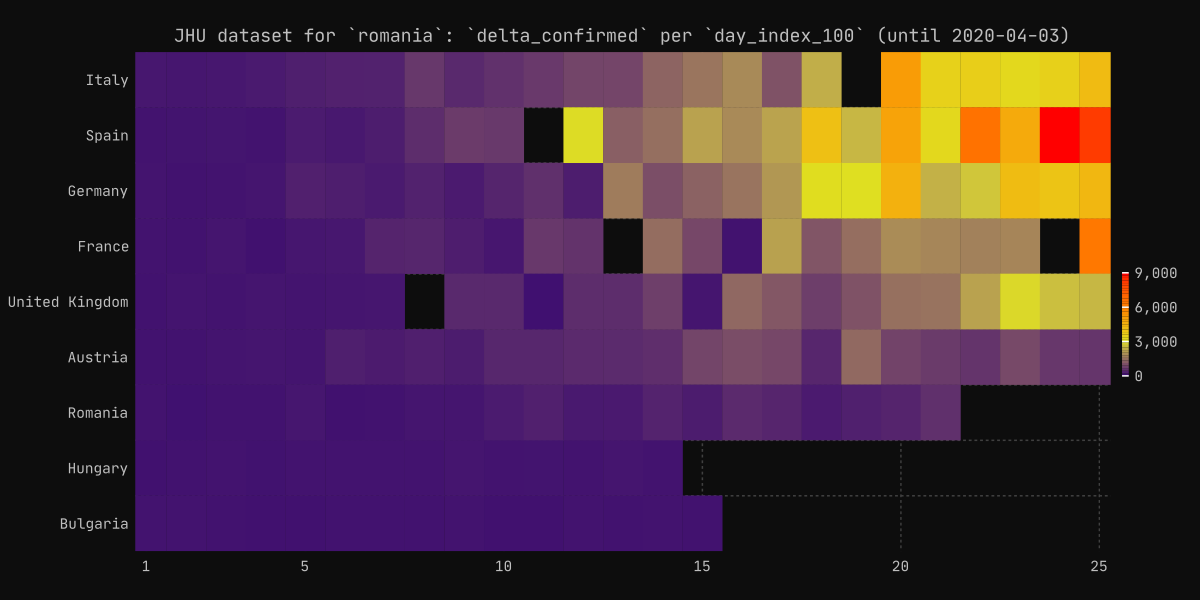 JHU dataset for `romania`: `delta_confirmed` per `day_index_100` (until 2020-04-03)
Italy
Spain
Germany
France
United Kingdom
Austria
Romania
Hungary
Bulgaria
1 5 10 15 20 25
9,000
6,000
3,000
0